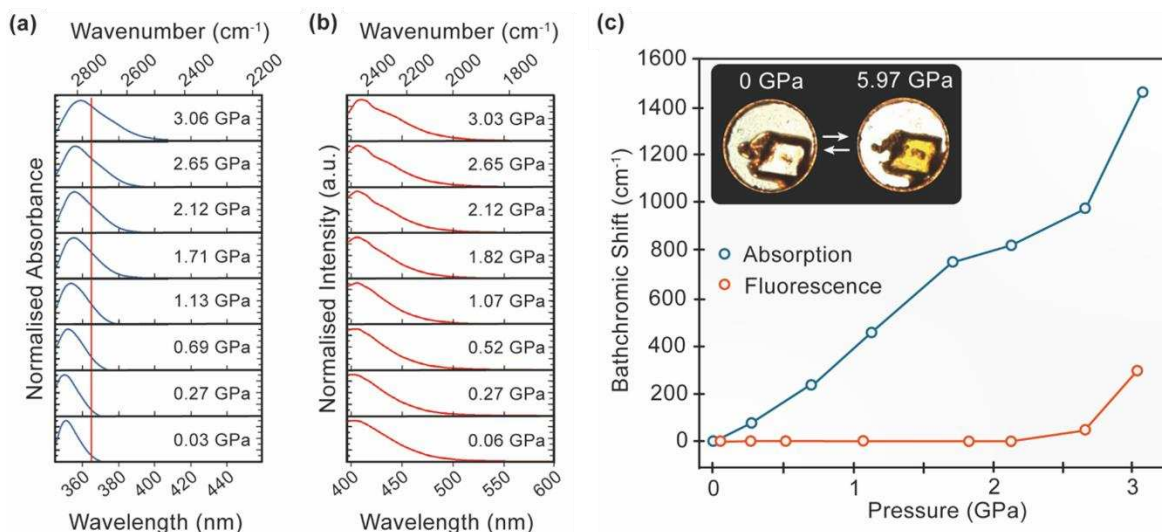 (a)
Wavenumber (cm⁻¹)
2800 2600 2400 2200
Normalised Absorbance
3.06 GPa
2.65 GPa
2.12 GPa
1.71 GPa
1.13 GPa
0.69 GPa
0.27 GPa
0.03 GPa
360 380 400 420 440
Wavelength (nm)
(b)
Wavenumber (cm⁻¹)
2400 2200 2000 1800
Normalised Intensity (a.u.)
3.03 GPa
2.65 GPa
2.12 GPa
1.82 GPa
1.07 GPa
0.52 GPa
0.27 GPa
0.06 GPa
400 450 500 550 600
Wavelength (nm)
(c)
Bathchromic Shift (cm⁻¹)
1600
1400
1200
1000
800
600
400
200
0
0 GPa 5.97 GPa
Absorption
Fluorescence
0 1 2 3
Pressure (GPa)